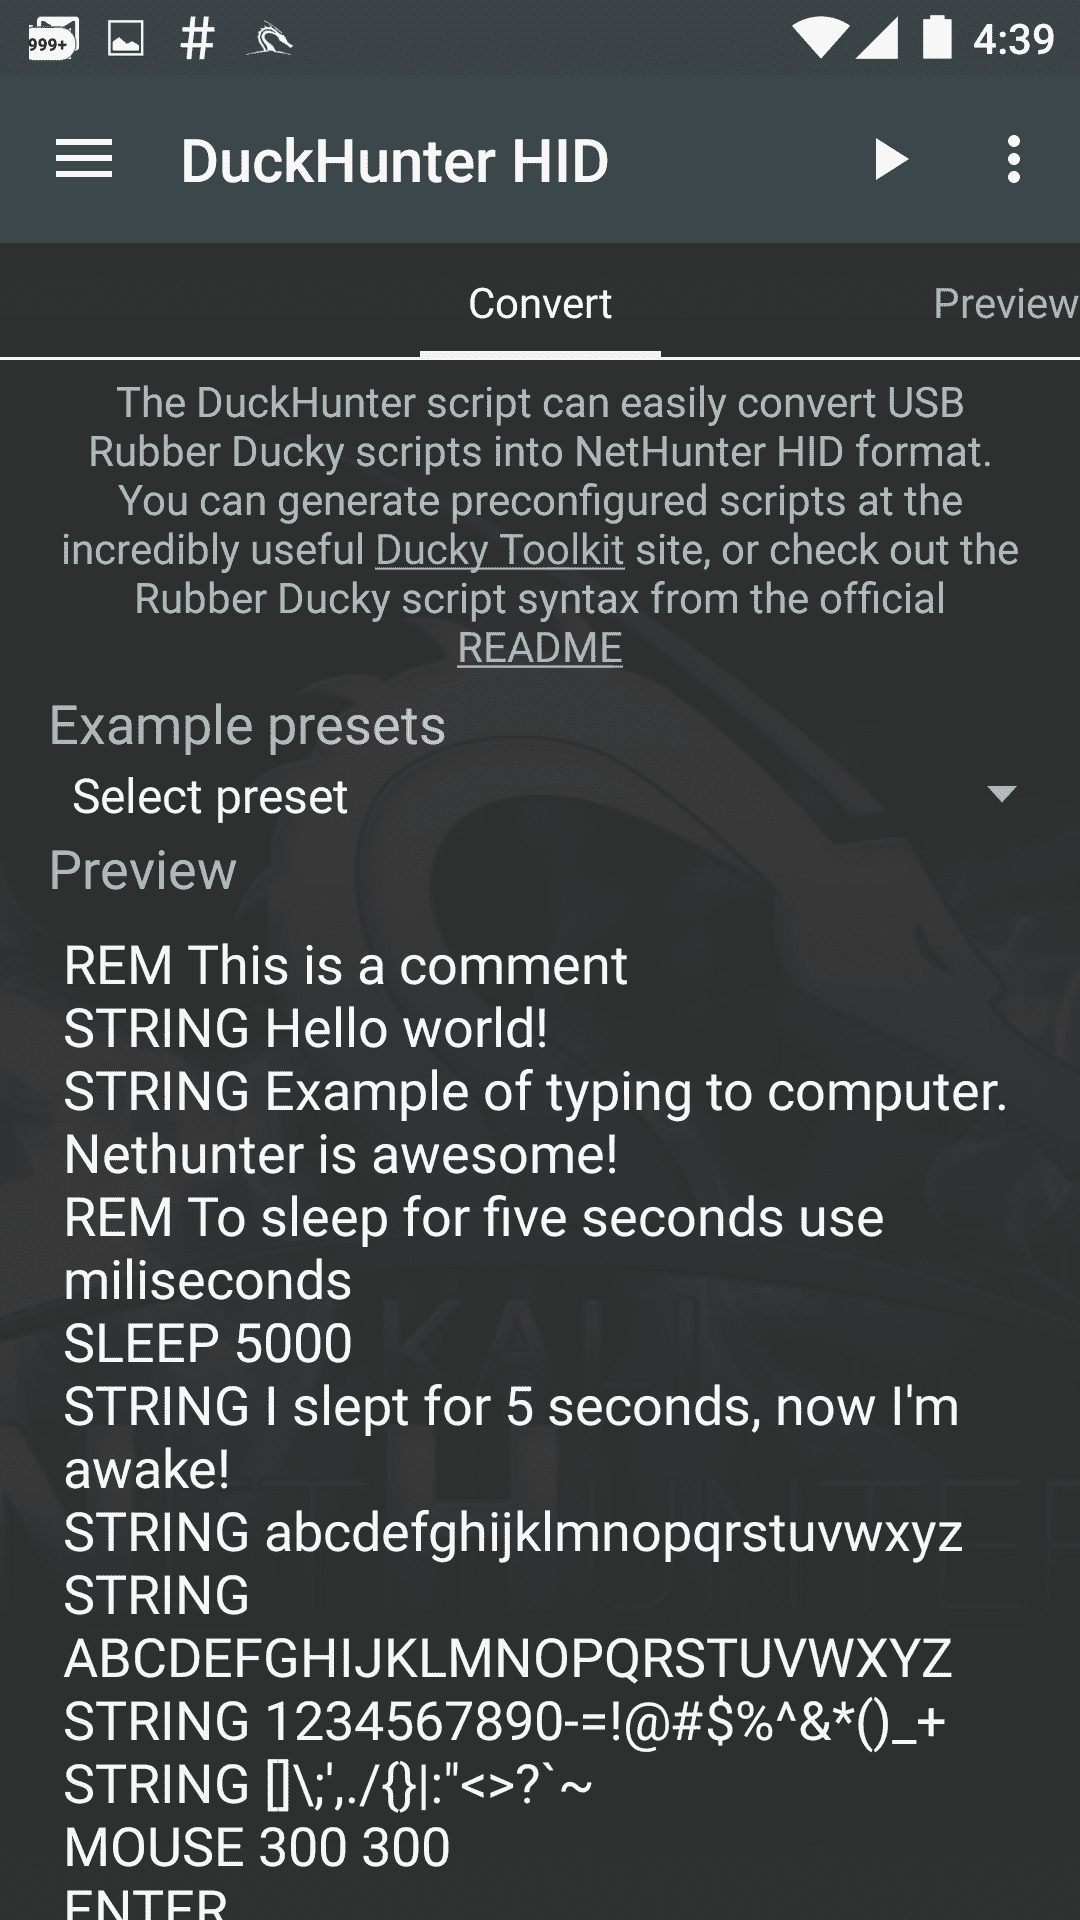 999+
4:39
DuckHunter HID
Convert
Preview
The DuckHunter script can easily convert USB
Rubber Ducky scripts into NetHunter HID format.
You can generate preconfigured scripts at the
incredibly useful Ducky Toolkit site, or check out the
Rubber Ducky script syntax from the official
README
Example presets
Select preset
Preview
REM This is a comment
STRING Hello world!
STRING Example of typing to computer.
Nethunter is awesome!
REM To sleep for five seconds use
miliseconds
SLEEP 5000
STRING I slept for 5 seconds, now I'm
awake!
STRING abcdefghijklmnopqrstuvwxyz
STRING
ABCDEFGHIJKLMNOPQRSTUVWXYZ
STRING 1234567890-=!@#$%^&*()_+
STRING []\;',./{}|:"<>?`~
MOUSE 300 300
ENTER
KALI
NETHUNTER